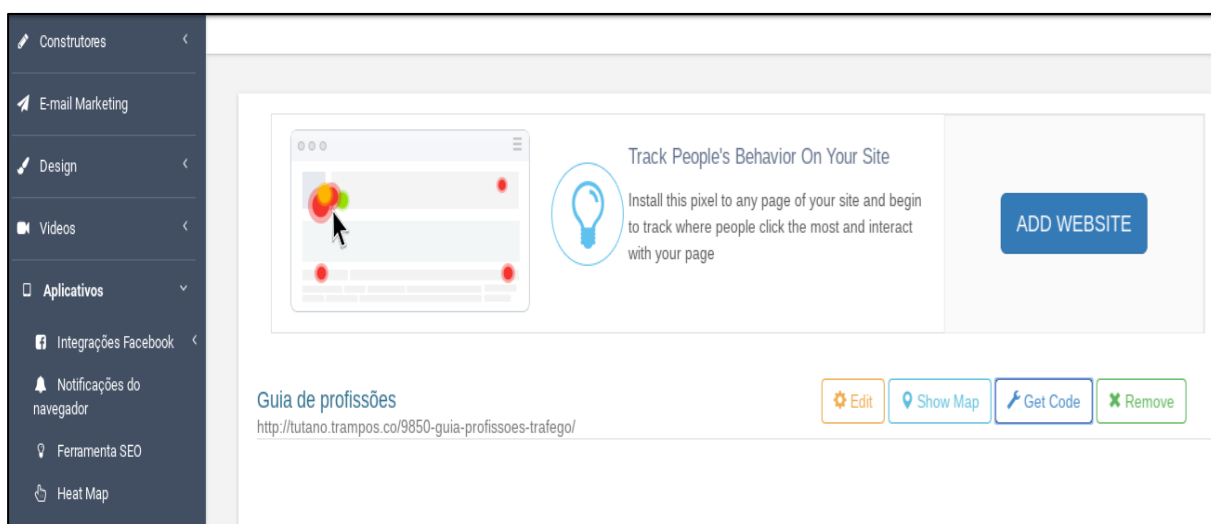 Construtores
E-mail Marketing
Design
Videos
Aplicativos
Integrações Facebook
Notificações do
navegador
Ferramenta SEO
Heat Map
Track People's Behavior On Your Site
Install this pixel to any page of your site and begin
to track where people click the most and interact
with your page
ADD WEBSITE
Guia de profissões
http://tutano.trampos.co/9850-guia-profissoes-trafego/
Edit Show Map Get Code Remove